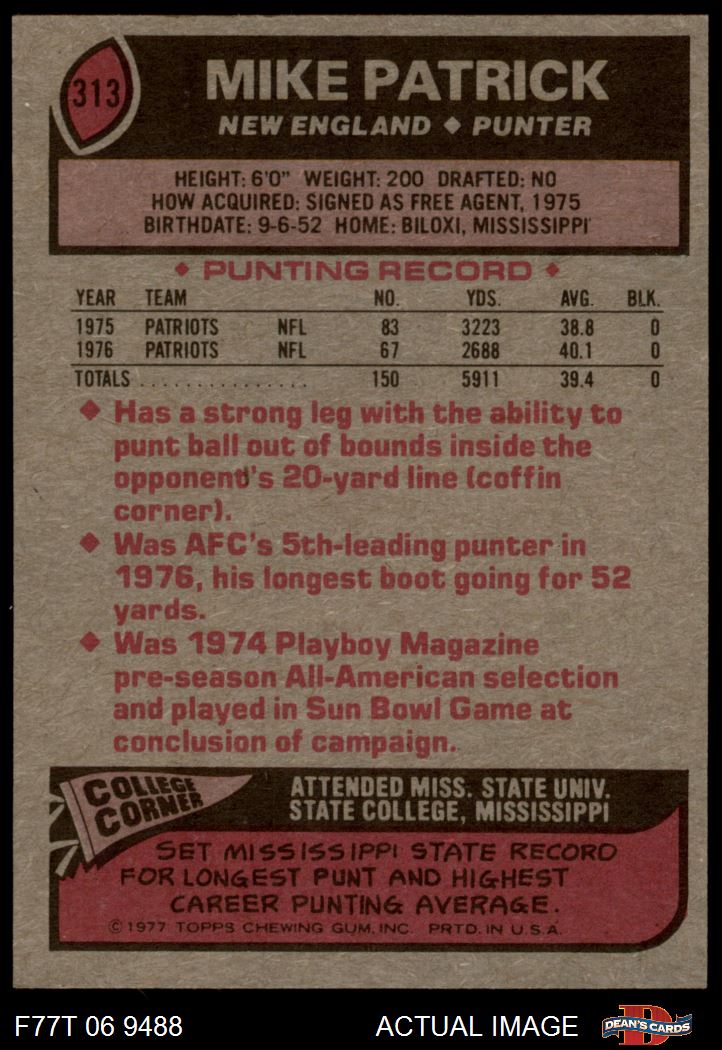 313
MIKE PATRICK
NEW ENGLAND ◆ PUNTER
HEIGHT: 6'0" WEIGHT: 200 DRAFTED: NO
HOW ACQUIRED: SIGNED AS FREE AGENT, 1975
BIRTHDATE: 9-6-52 HOME: BILOXI, MISSISSIPPI
◆ PUNTING RECORD ◆
YEAR TEAM NO. YDS. AVG. BLK.
1975 PATRIOTS NFL 83 3223 38.8 0
1976 PATRIOTS NFL 67 2688 40.1 0
TOTALS . . . . . . . . . . . . . . . . 150 5911 39.4 0
◆ Has a strong leg with the ability to
punt ball out of bounds inside the
opponent's 20-yard line (coffin
corner).
◆ Was AFC's 5th-leading punter in
1976, his longest boot going for 52
yards.
◆ Was 1974 Playboy Magazine
pre-season All-American selection
and played in Sun Bowl Game at
conclusion of campaign.
COLLEGE
CORNER
ATTENDED MISS. STATE UNIV.
STATE COLLEGE, MISSISSIPPI
SET MISSISSIPPI STATE RECORD
FOR LONGEST PUNT AND HIGHEST
CAREER PUNTING AVERAGE.
© 1977 TOPPS CHEWING GUM, INC. PRTD. IN U.S.A.
F77T 06 9488 ACTUAL IMAGE
D
DEAN'S CARDS